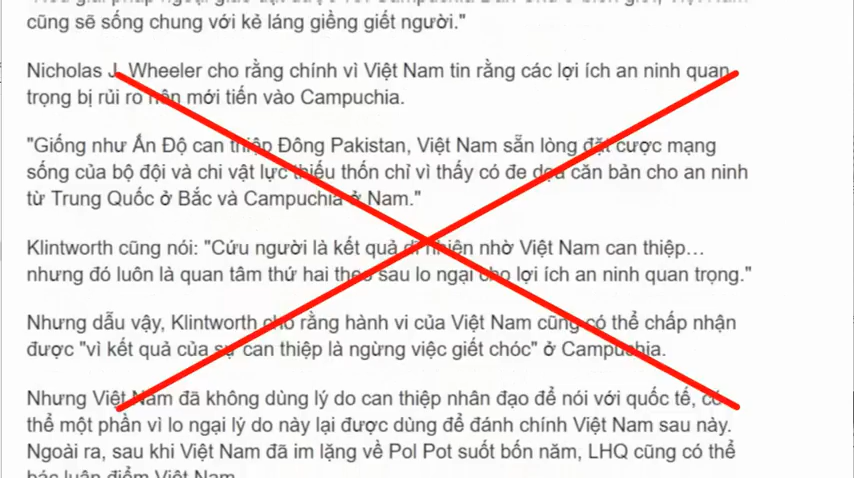 cũng sẽ sống chung với kẻ láng giềng giết người."
Nicholas J. Wheeler cho rằng chính vì Việt Nam tin rằng các lợi ích an ninh quan
trọng bị rủi ro nên mới tiến vào Campuchia.
"Giống như Ấn Độ can thiệp Đông Pakistan, Việt Nam sẵn lòng đặt cược mạng
sống của bộ đội và chi vật lực thiếu thốn chỉ vì thấy có đe dọa căn bản cho an ninh
từ Trung Quốc ở Bắc và Campuchia ở Nam."
Klintworth cũng nói: "Cứu người là kết quả dĩ nhiên nhờ Việt Nam can thiệp...
nhưng đó luôn là quan tâm thứ hai theo sau lo ngại cho lợi ích an ninh quan trọng."
Nhưng dẫu vậy, Klintworth cho rằng hành vi của Việt Nam cũng có thể chấp nhận
được "vì kết quả của sự can thiệp là ngừng việc giết chóc" ở Campuchia.
Nhưng Việt Nam đã không dùng lý do can thiệp nhân đạo để nói với quốc tế, có
thể một phần vì lo ngại lý do này lại được dùng để đánh chính Việt Nam sau này.
Ngoài ra, sau khi Việt Nam đã im lặng về Pol Pot suốt bốn năm, LHQ cũng có thể
bác luận điểm Việt Nam.